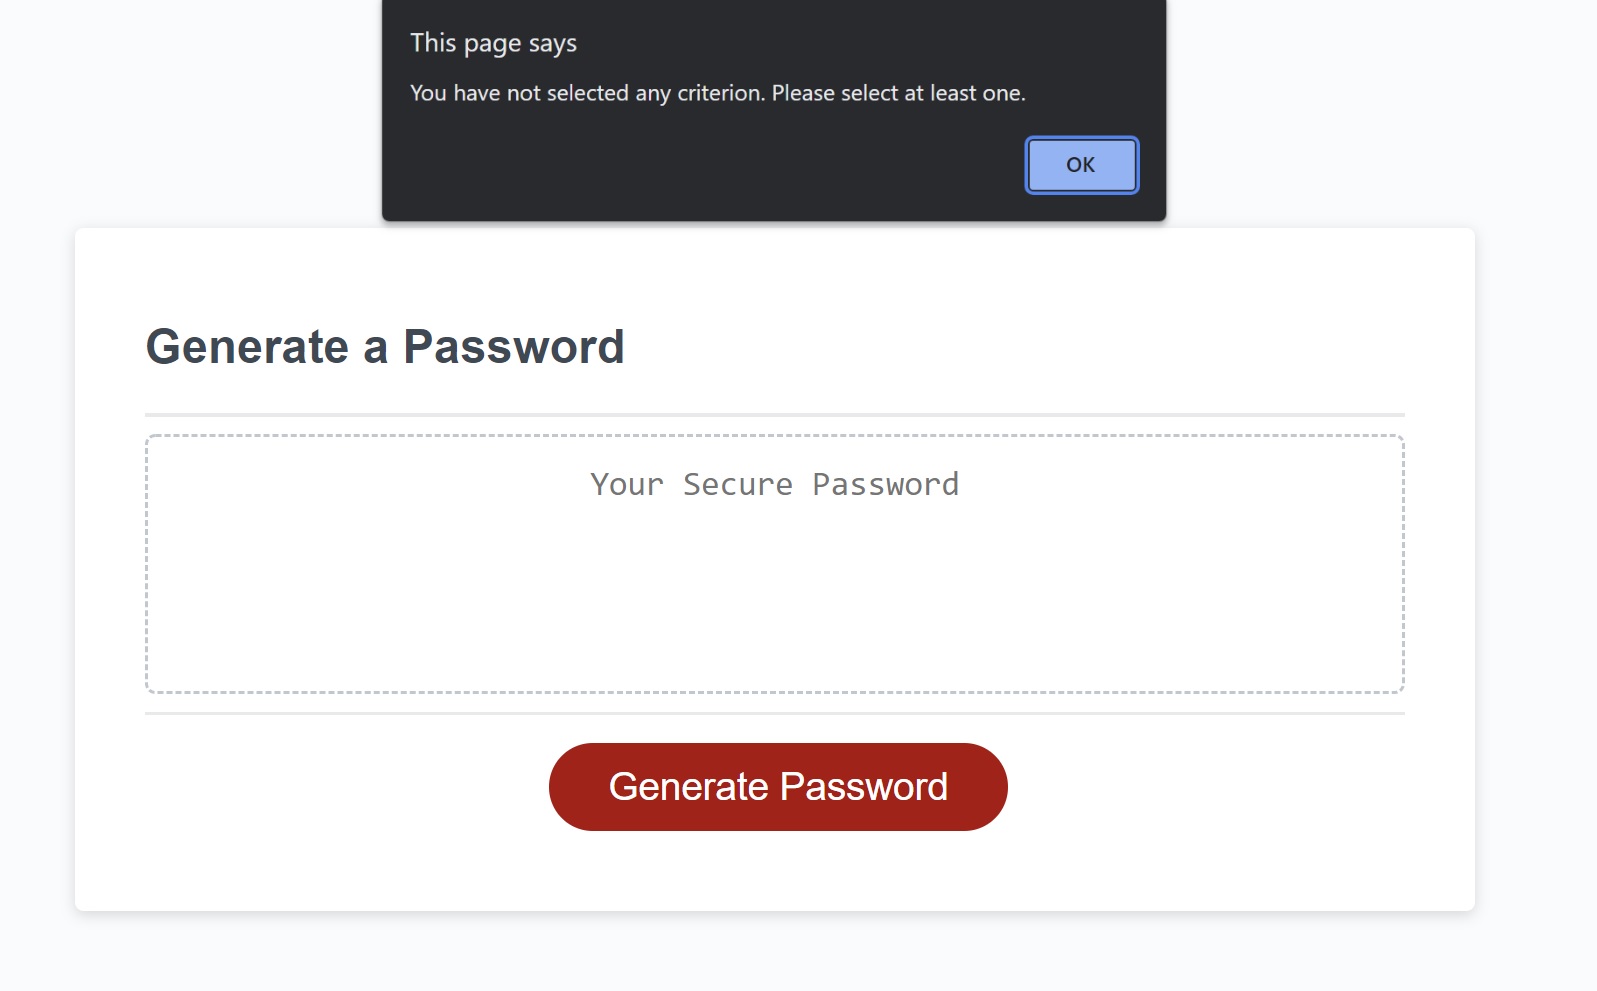 This page says
You have not selected any criterion. Please select at least one.
OK
Generate a Password
Your Secure Password
Generate Password